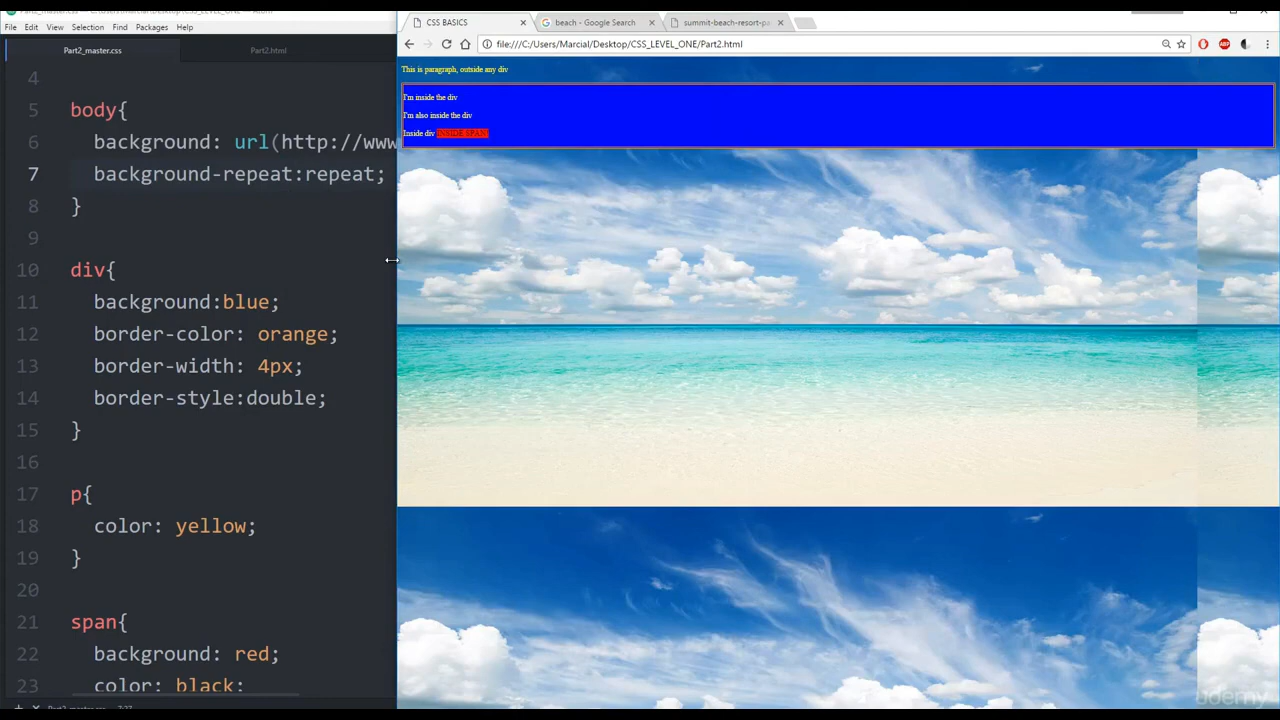 File Edit View Selection Find Packages Help
Part2_master.css Part2.html
4
5 body{
6 background: url(http://www
7 background-repeat:repeat;
8 }
9
10 div{
11 background:blue;
12 border-color: orange;
13 border-width: 4px;
14 border-style:double;
15 }
16
17 p{
18 color: yellow;
19 }
20
21 span{
22 background: red;
23 color: black;
CSS BASICS beach - Google Search summit-beach-resort-pa
file:///C:/Users/Marcial/Desktop/CSS_LEVEL_ONE/Part2.html
ABP
This is paragraph, outside any div
I'm inside the div
I'm also inside the div
Inside div INSIDE SPAN!
udemy